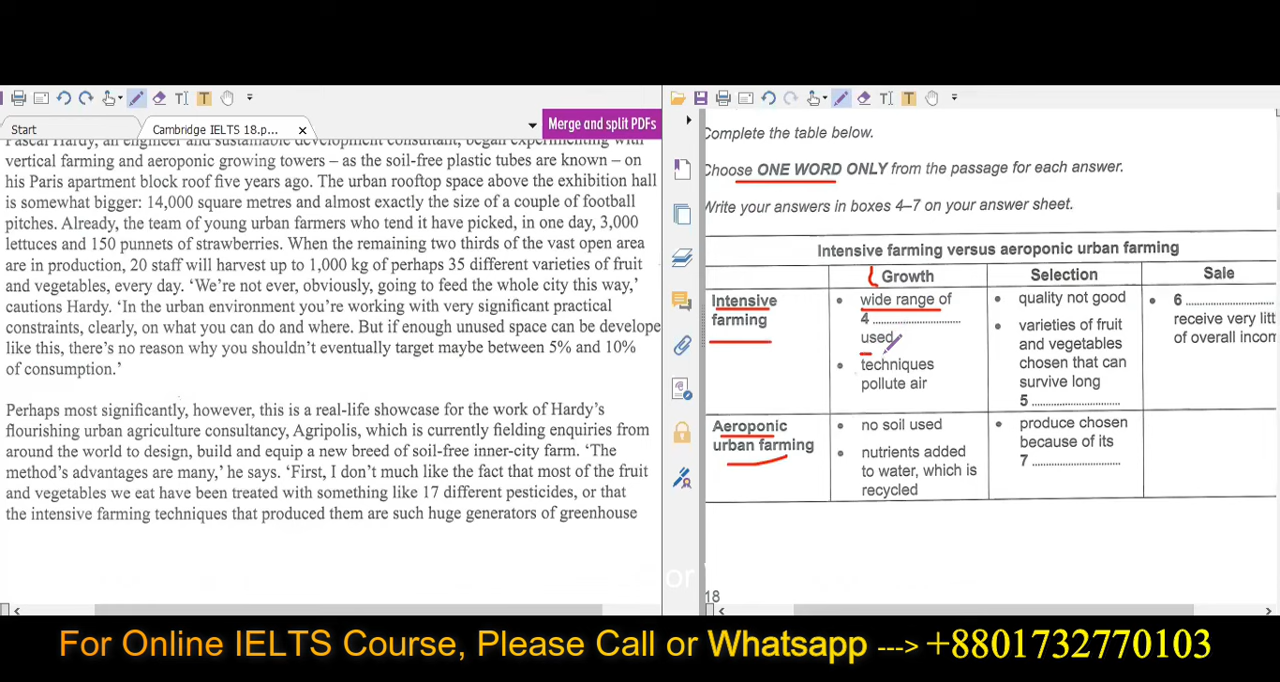 Start
Cambridge IELTS 18.p...
Merge and split PDFs
Pascal Hardy, an engineer and sustainable development consultant, began experimenting with
vertical farming and aeroponic growing towers – as the soil-free plastic tubes are known – on
his Paris apartment block roof five years ago. The urban rooftop space above the exhibition hall
is somewhat bigger: 14,000 square metres and almost exactly the size of a couple of football
pitches. Already, the team of young urban farmers who tend it have picked, in one day, 3,000
lettuces and 150 punnets of strawberries. When the remaining two thirds of the vast open area
are in production, 20 staff will harvest up to 1,000 kg of perhaps 35 different varieties of fruit
and vegetables, every day. ‘We’re not ever, obviously, going to feed the whole city this way,’
cautions Hardy. ‘In the urban environment you’re working with very significant practical
constraints, clearly, on what you can do and where. But if enough unused space can be develope
like this, there’s no reason why you shouldn’t eventually target maybe between 5% and 10%
of consumption.’
Perhaps most significantly, however, this is a real-life showcase for the work of Hardy’s
flourishing urban agriculture consultancy, Agripolis, which is currently fielding enquiries from
around the world to design, build and equip a new breed of soil-free inner-city farm. ‘The
method’s advantages are many,’ he says. ‘First, I don’t much like the fact that most of the fruit
and vegetables we eat have been treated with something like 17 different pesticides, or that
the intensive farming techniques that produced them are such huge generators of greenhouse
Complete the table below.
Choose ONE WORD ONLY from the passage for each answer.
Write your answers in boxes 4–7 on your answer sheet.
Intensive farming versus aeroponic urban farming
Growth Selection Sale
Intensive
farming
• wide range of
4 ........................
used
• techniques
pollute air
• quality not good
• varieties of fruit
and vegetables
chosen that can
survive long
5 ........................
• 6 ........................
receive very litt
of overall incom
Aeroponic
urban farming
• no soil used
• nutrients added
to water, which is
recycled
• produce chosen
because of its
7 ........................
18
or
For Online IELTS Course, Please Call or Whatsapp ---> +8801732770103